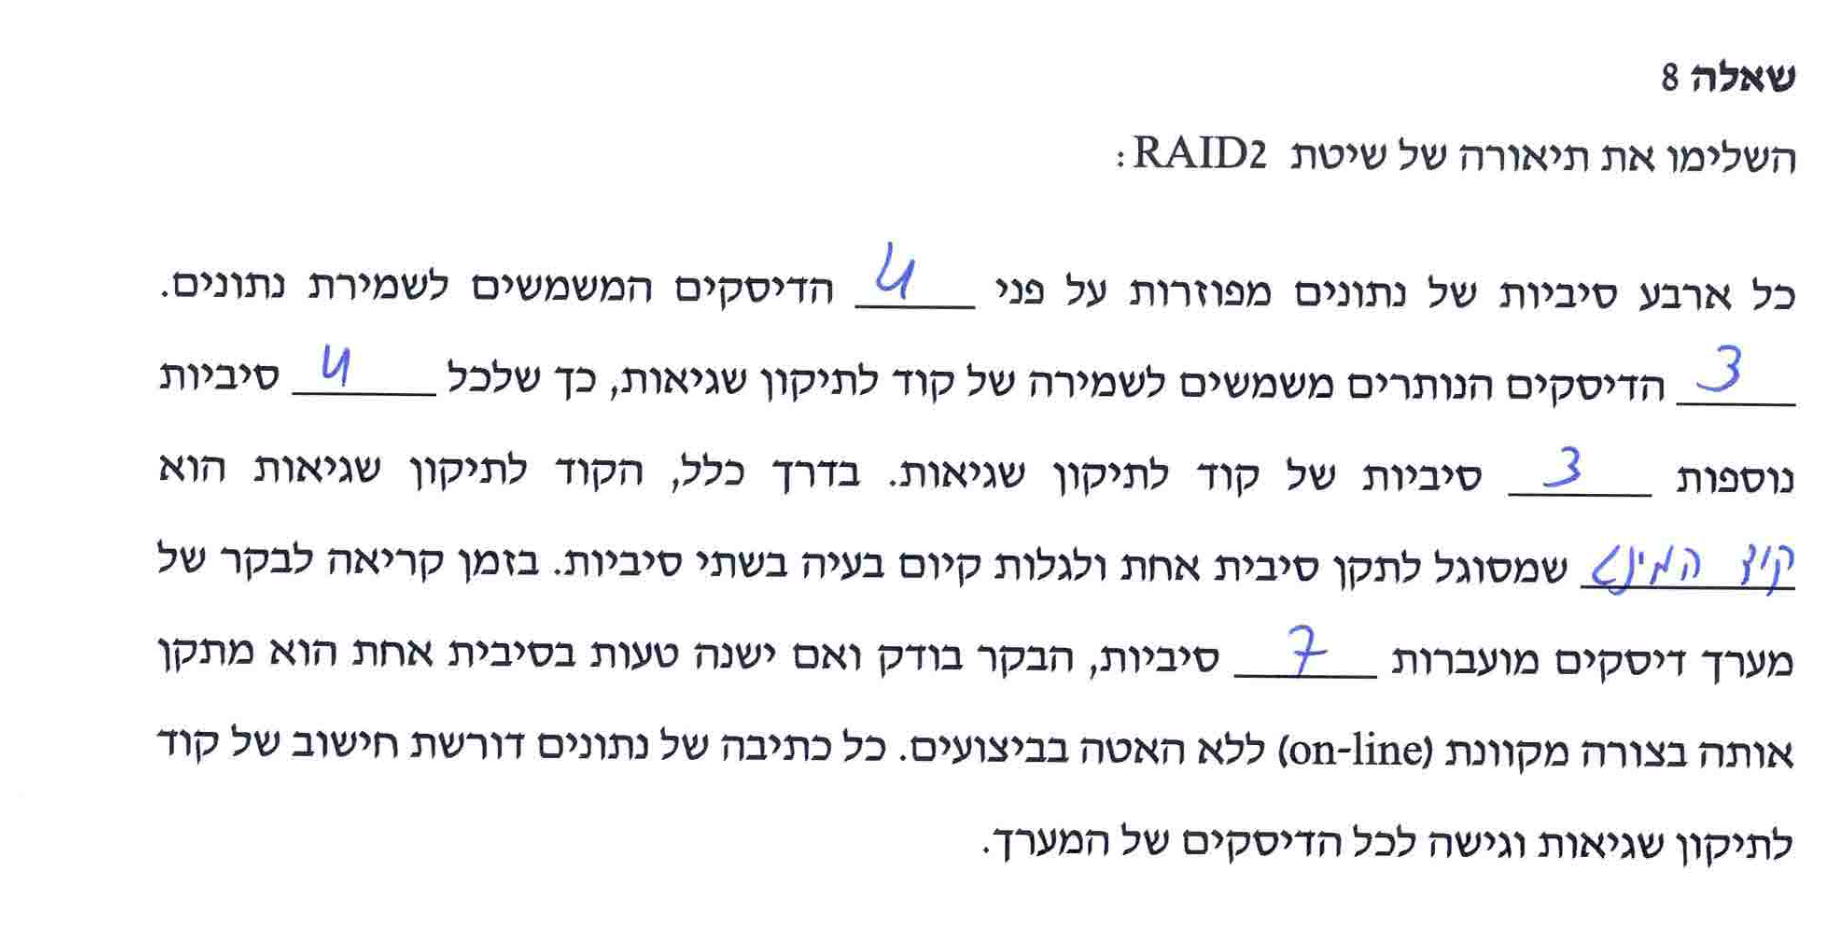 שאלה 8
השלימו את תיאורה של שיטת RAID2:
כל ארבע סיביות של נתונים מפוזרות על פני 4 הדיסקים המשמשים לשמירת נתונים.
3 הדיסקים הנותרים משמשים לשמירה של קוד לתיקון שגיאות, כך שלכל 4 סיביות
נוספות 3 סיביות של קוד לתיקון שגיאות. בדרך כלל, הקוד לתיקון שגיאות הוא
קוד המינג שמסוגל לתקן סיבית אחת ולגלות קיום בעיה בשתי סיביות. בזמן קריאה לבקר של
מערך דיסקים מועברות 7 סיביות, הבקר בודק ואם ישנה טעות בסיבית אחת הוא מתקן
אותה בצורה מקוונת (on-line) ללא האטה בביצועים. כל כתיבה של נתונים דורשת חישוב של קוד
לתיקון שגיאות וגישה לכל הדיסקים של המערך.